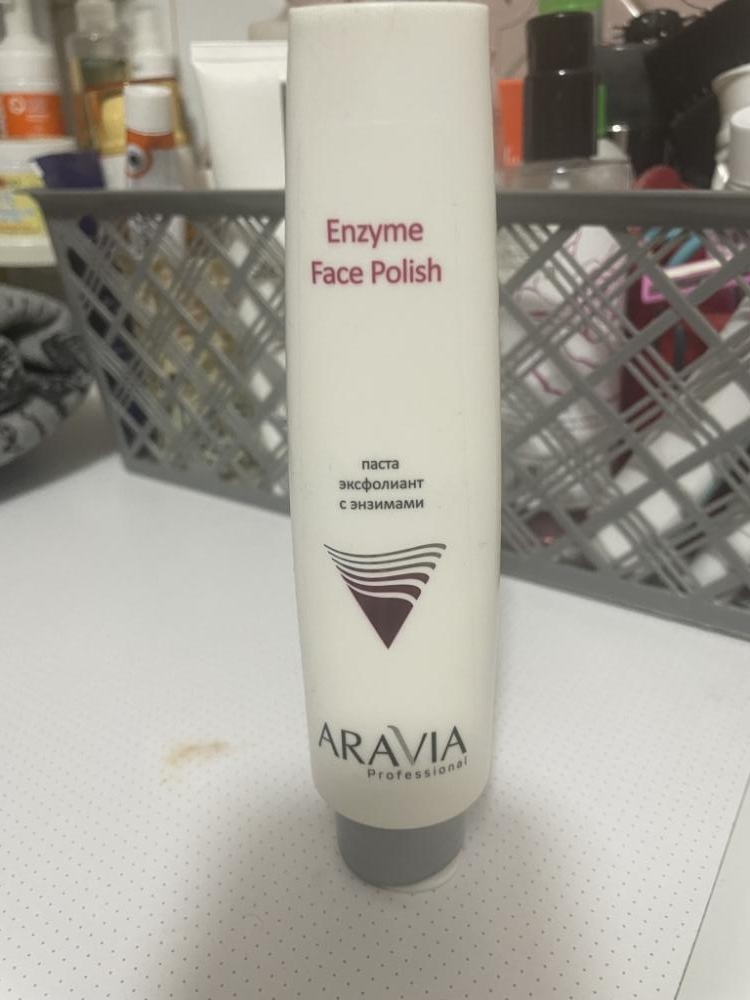 Enzyme
Face Polish
паста
эксфолиант
с энзимами
ARAVIA
Professional